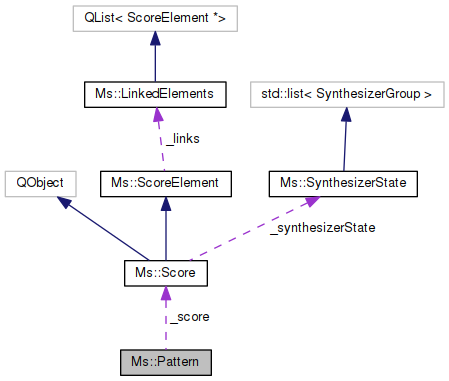 QList< ScoreElement *>
Ms::LinkedElements
std::list< SynthesizerGroup >
_links
QObject
Ms::ScoreElement
Ms::SynthesizerState
_synthesizerState
Ms::Score
_score
Ms::Pattern